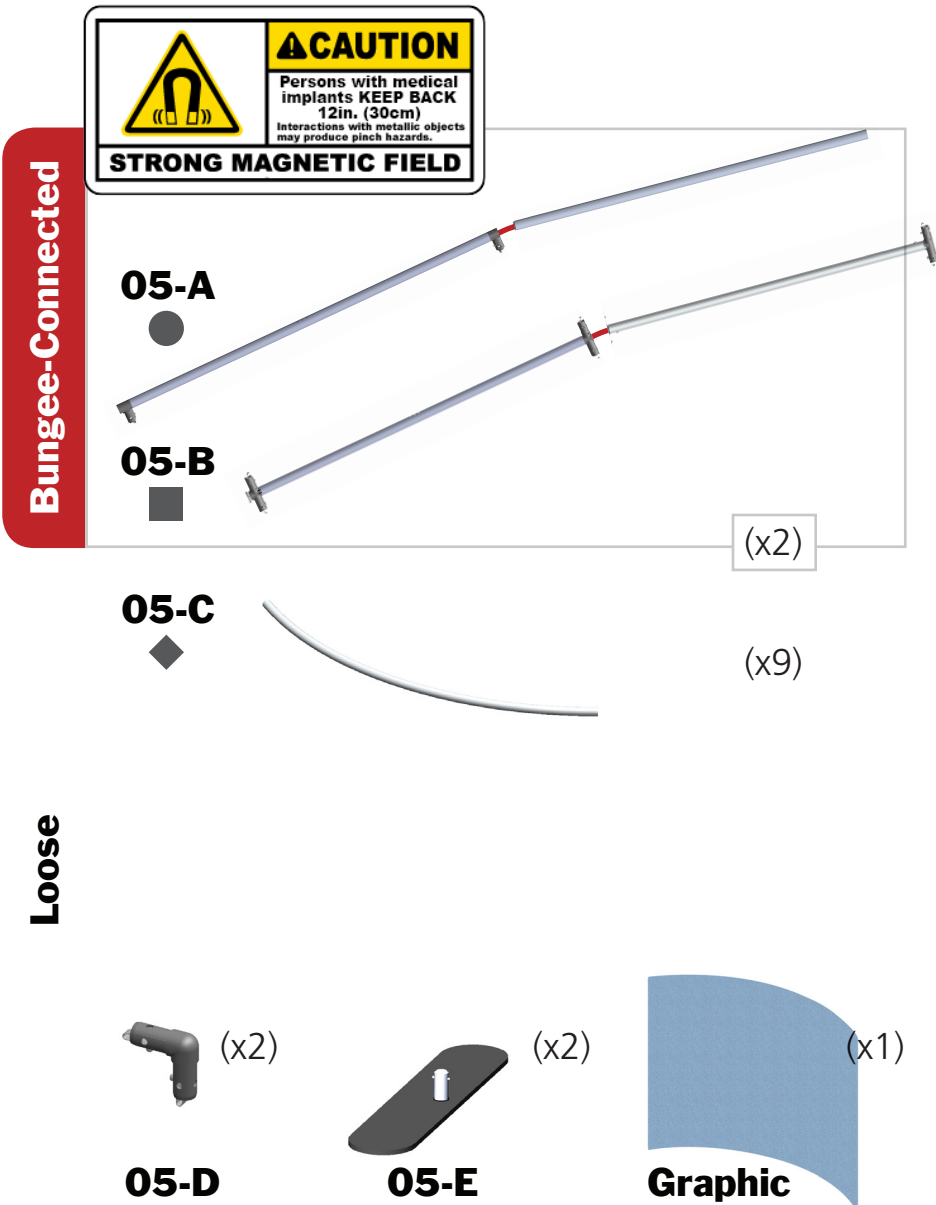 CAUTION
Persons with medical
implants KEEP BACK
12in. (30cm)
Interactions with metallic objects
may produce pinch hazards.
STRONG MAGNETIC FIELD
Bungee-Connected
05-A
05-B
(x2)
05-C
(x9)
Loose
(x2)
(x2)
(x1)
05-D
05-E
Graphic